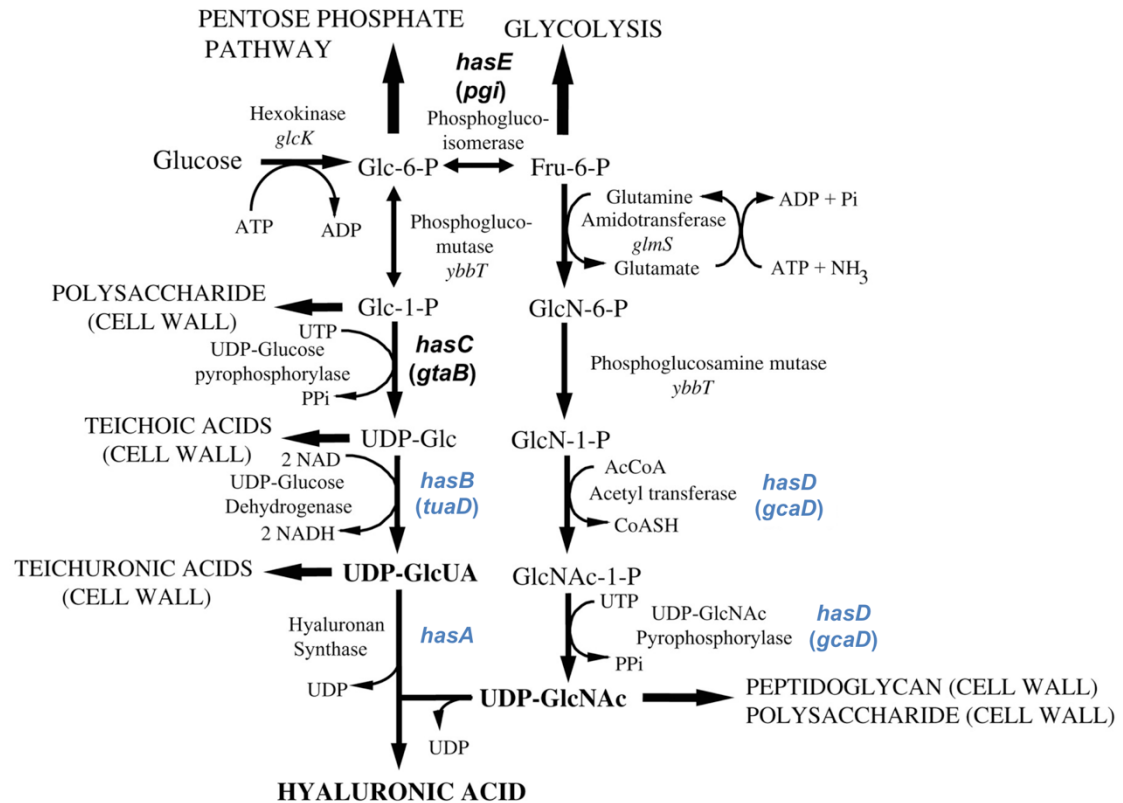 PENTOSE PHOSPHATE
PATHWAY
GLYCOLYSIS
hasE
(pgi)
Hexokinase
glcK
Phosphogluco-
isomerase
Glucose
Glc-6-P
Fru-6-P
ATP
ADP
Phosphogluco-
mutase
ybbT
Glutamine
Amidotransferase
glmS
Glutamate
ADP + Pi
ATP + NH3
POLYSACCHARIDE
(CELL WALL)
Glc-1-P
GlcN-6-P
UTP
UDP-Glucose
pyrophosphorylase
PPi
hasC
(gtaB)
Phosphoglucosamine mutase
ybbT
TEICHOIC ACIDS
(CELL WALL)
UDP-Glc
GlcN-1-P
2 NAD
UDP-Glucose
Dehydrogenase
2 NADH
hasB
(tuaD)
AcCoA
Acetyl transferase
CoASH
hasD
(gcaD)
TEICHURONIC ACIDS
(CELL WALL)
UDP-GlcUA
GlcNAc-1-P
Hyaluronan
Synthase
hasA
UDP
UTP
UDP-GlcNAc
Pyrophosphorylase
PPi
hasD
(gcaD)
UDP-GlcNAc
UDP
PEPTIDOGLYCAN (CELL WALL)
POLYSACCHARIDE (CELL WALL)
HYALURONIC ACID